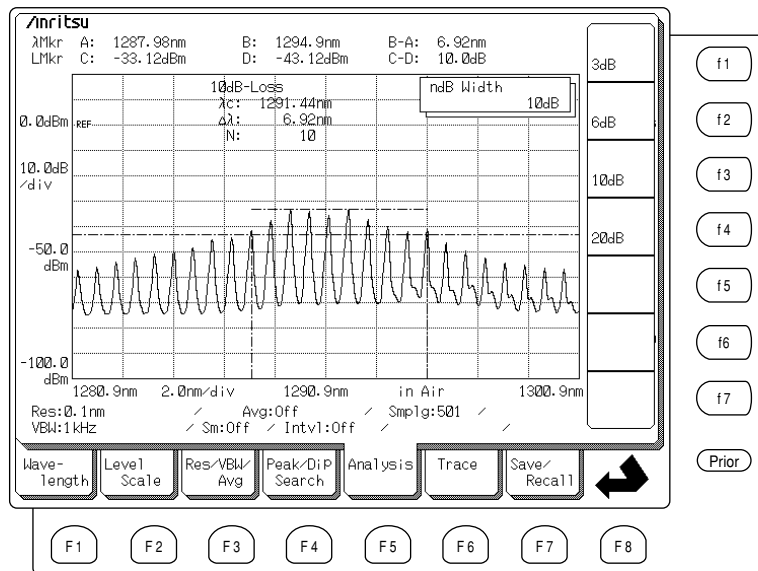 Anritsu
λMkr A: 1287.98nm B: 1294.9nm B-A: 6.92nm
LMkr C: -33.12dBm D: -43.12dBm C-D: 10.0dB
10dB-Loss
λc: 1291.44nm
Δλ: 6.92nm
N: 10
ndB Width
10dB
0.0dBm REF
10.0dB
/div
-50.0
dBm
-100.0
dBm
1280.9nm 2.0nm/div 1290.9nm in Air 1300.9nm
Res:0.1nm / Avg:Off / Smplg:501 /
VBW:1kHz / Sm:Off / Intvl:Off / /
3dB
6dB
10dB
20dB
f1
f2
f3
f4
f5
f6
f7
Prior
Wave-
length
Level
Scale
Res/VBW/
Avg
Peak/Dip
Search
Analysis
Trace
Save/
Recall
F1 F2 F3 F4 F5 F6 F7 F8